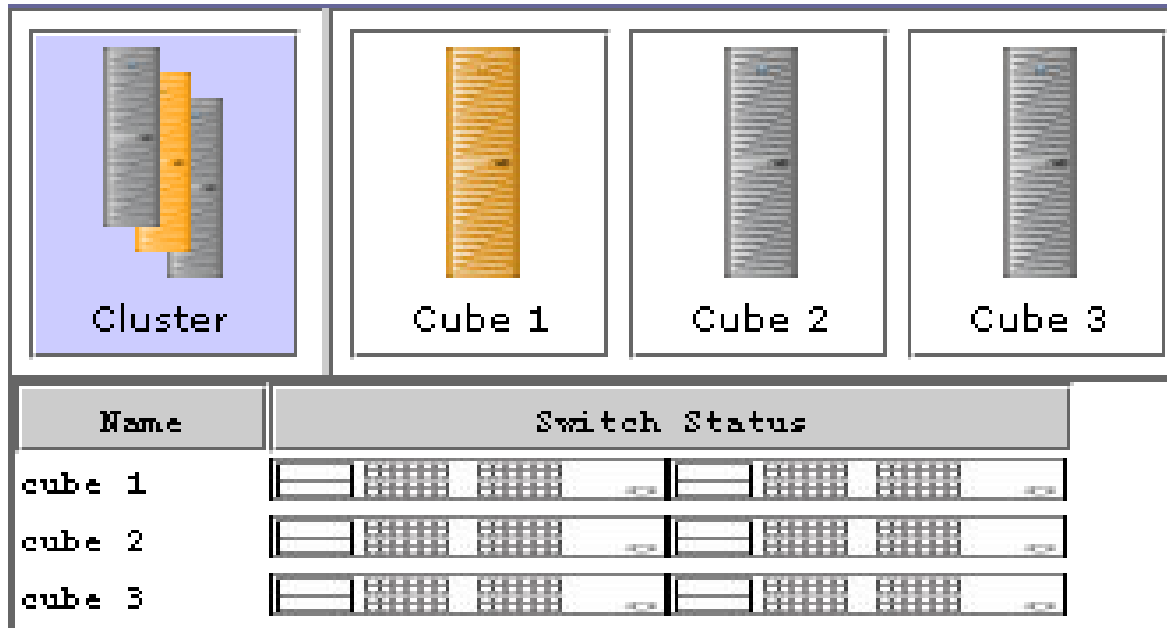 Cluster Cube 1 Cube 2 Cube 3
Name Switch Status
cube 1
cube 2
cube 3